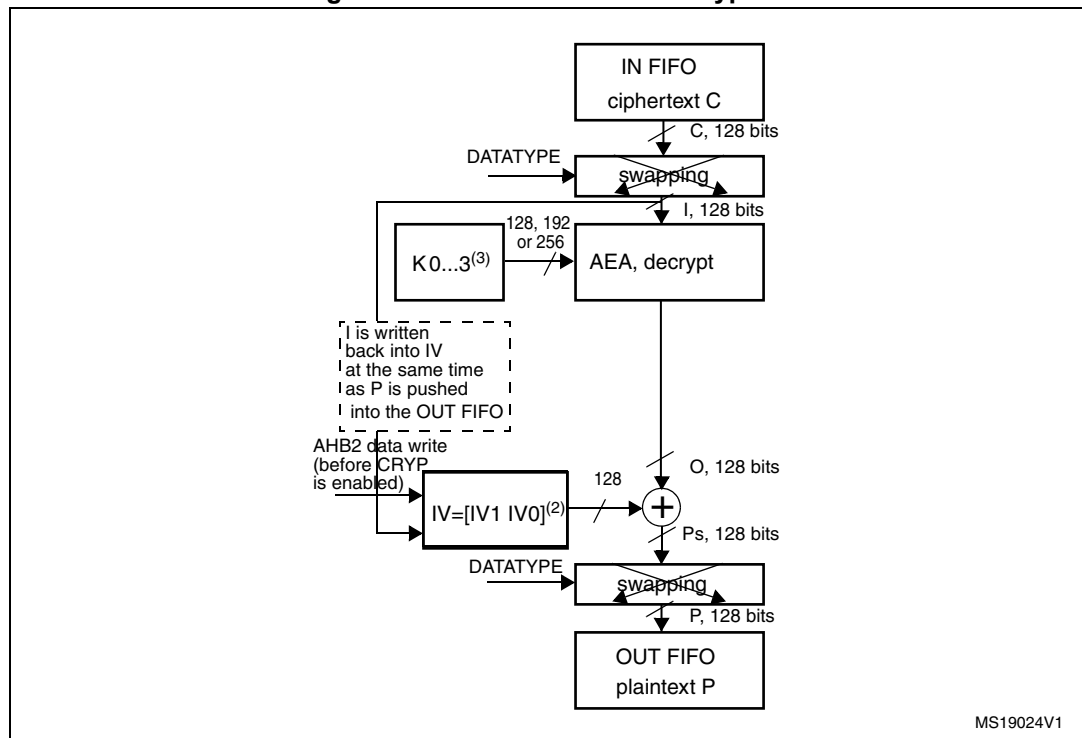 IN FIFO
ciphertext C
C, 128 bits
DATATYPE
swapping
I, 128 bits
128, 192
or 256
K 0...3(3)
AEA, decrypt
I is written
back into IV
at the same time
as P is pushed
into the OUT FIFO
AHB2 data write
(before CRYP
is enabled)
IV=[IV1 IV0](2)
128
O, 128 bits
+
Ps, 128 bits
DATATYPE
swapping
P, 128 bits
OUT FIFO
plaintext P
MS19024V1